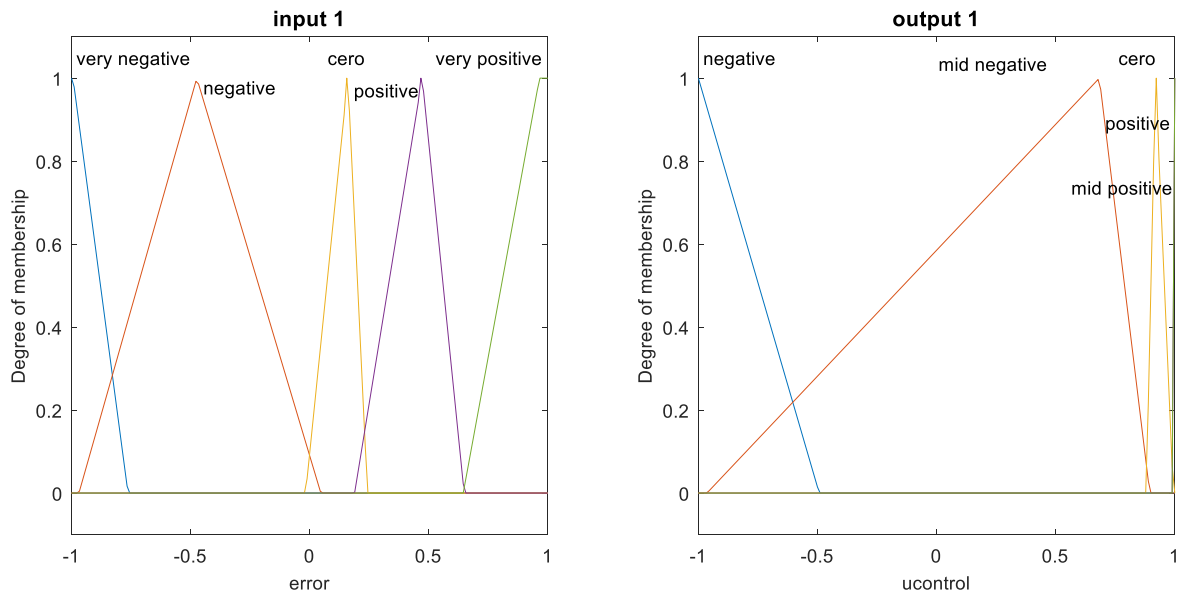 input 1
very negative
cero
very positive
negative
positive
1
0.8
0.6
0.4
0.2
0
Degree of membership
-1
-0.5
0
0.5
1
error
output 1
negative
mid negative
cero
positive
mid positive
1
0.8
0.6
0.4
0.2
0
Degree of membership
-1
-0.5
0
0.5
1
ucontrol